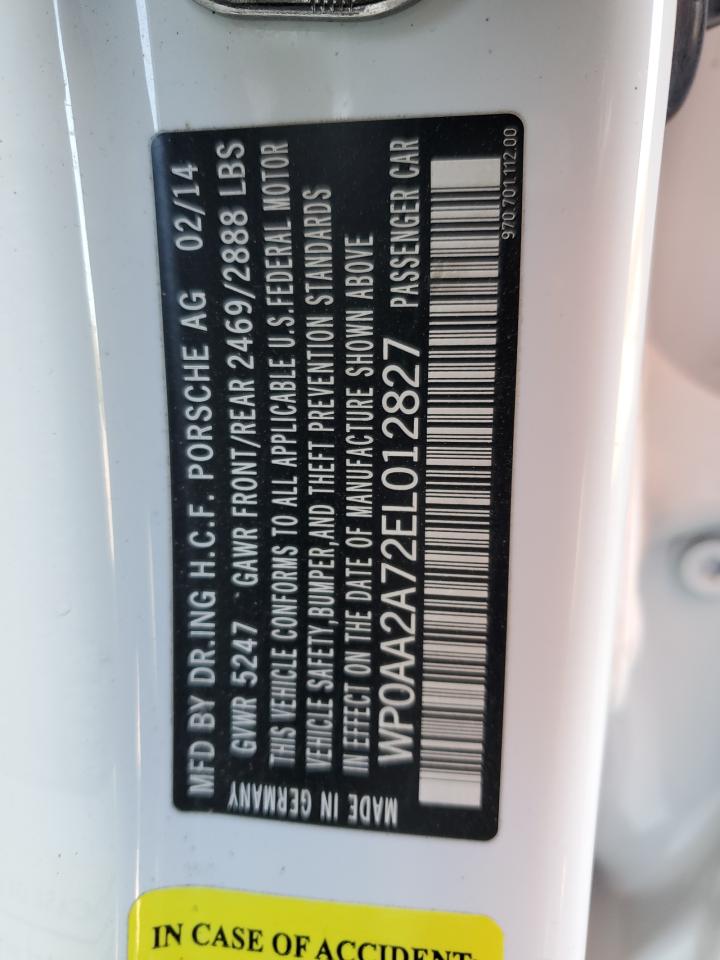 MFD BY DR.ING H.C.F. PORSCHE AG 02/14
GVWR 5247 GAWR FRONT/REAR 2469/2888 LBS
THIS VEHICLE CONFORMS TO ALL APPLICABLE U.S.FEDERAL MOTOR
VEHICLE SAFETY,BUMPER,AND THEFT PREVENTION STANDARDS
IN EFFECT ON THE DATE OF MANUFACTURE SHOWN ABOVE
WP0AA2A72EL012827 PASSENGER CAR
MADE IN GERMANY
970.701.112.00
IN CASE OF ACCIDENT